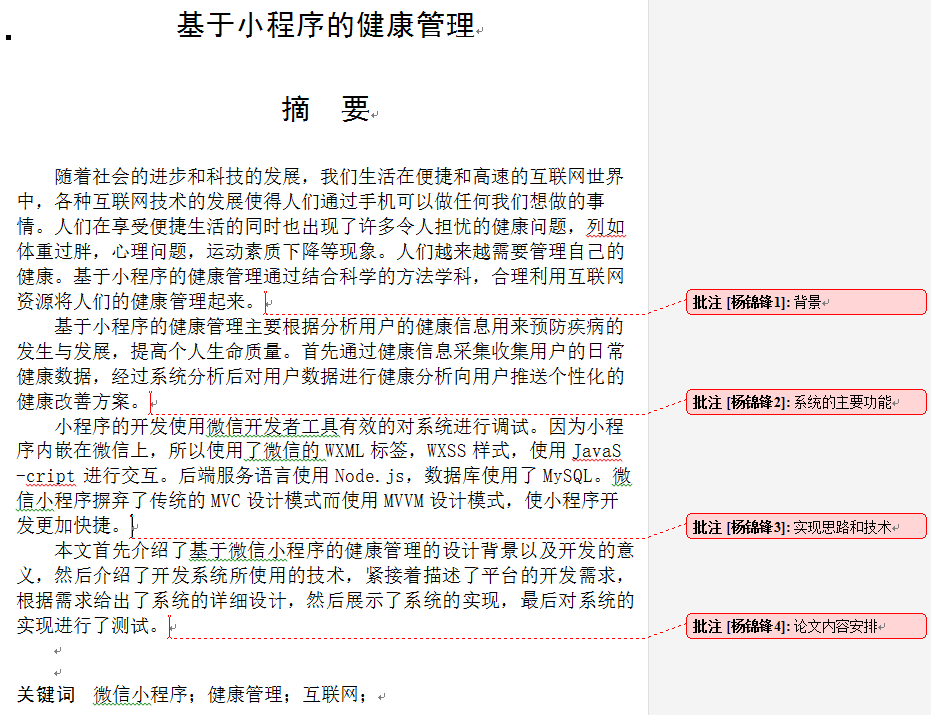 基于小程序的健康管理
摘 要
随着社会的进步和科技的发展，我们生活在便捷和高速的互联网世界
中，各种互联网技术的发展使得人们通过手机可以做任何我们想做的事
情。人们在享受便捷生活的同时也出现了许多令人担忧的健康问题，列如
体重过胖，心理问题，运动素质下降等现象。人们越来越需要管理自己的
健康。基于小程序的健康管理通过结合科学的方法学科，合理利用互联网
资源将人们的健康管理起来。
批注 [杨锦锋1]: 背景
基于小程序的健康管理主要根据分析用户的健康信息用来预防疾病的
发生与发展，提高个人生命质量。首先通过健康信息采集收集用户的日常
健康数据，经过系统分析后对用户数据进行健康分析向用户推送个性化的
健康改善方案。
批注 [杨锦锋2]: 系统的主要功能
小程序的开发使用微信开发者工具有效的对系统进行调试。因为小程
序内嵌在微信上，所以使用了微信的 WXML 标签，WXSS 样式，使用 JavaS
-cript 进行交互。后端服务语言使用 Node.js，数据库使用了 MySQL。微
信小程序摒弃了传统的 MVC 设计模式而使用 MVVM 设计模式，使小程序开
发更加快捷。
批注 [杨锦锋3]: 实现思路和技术
本文首先介绍了基于微信小程序的健康管理的设计背景以及开发的意
义，然后介绍了开发系统所使用的技术，紧接着描述了平台的开发需求，
根据需求给出了系统的详细设计，然后展示了系统的实现，最后对系统的
实现进行了测试。
批注 [杨锦锋4]: 论文内容安排
关键词 微信小程序；健康管理；互联网；